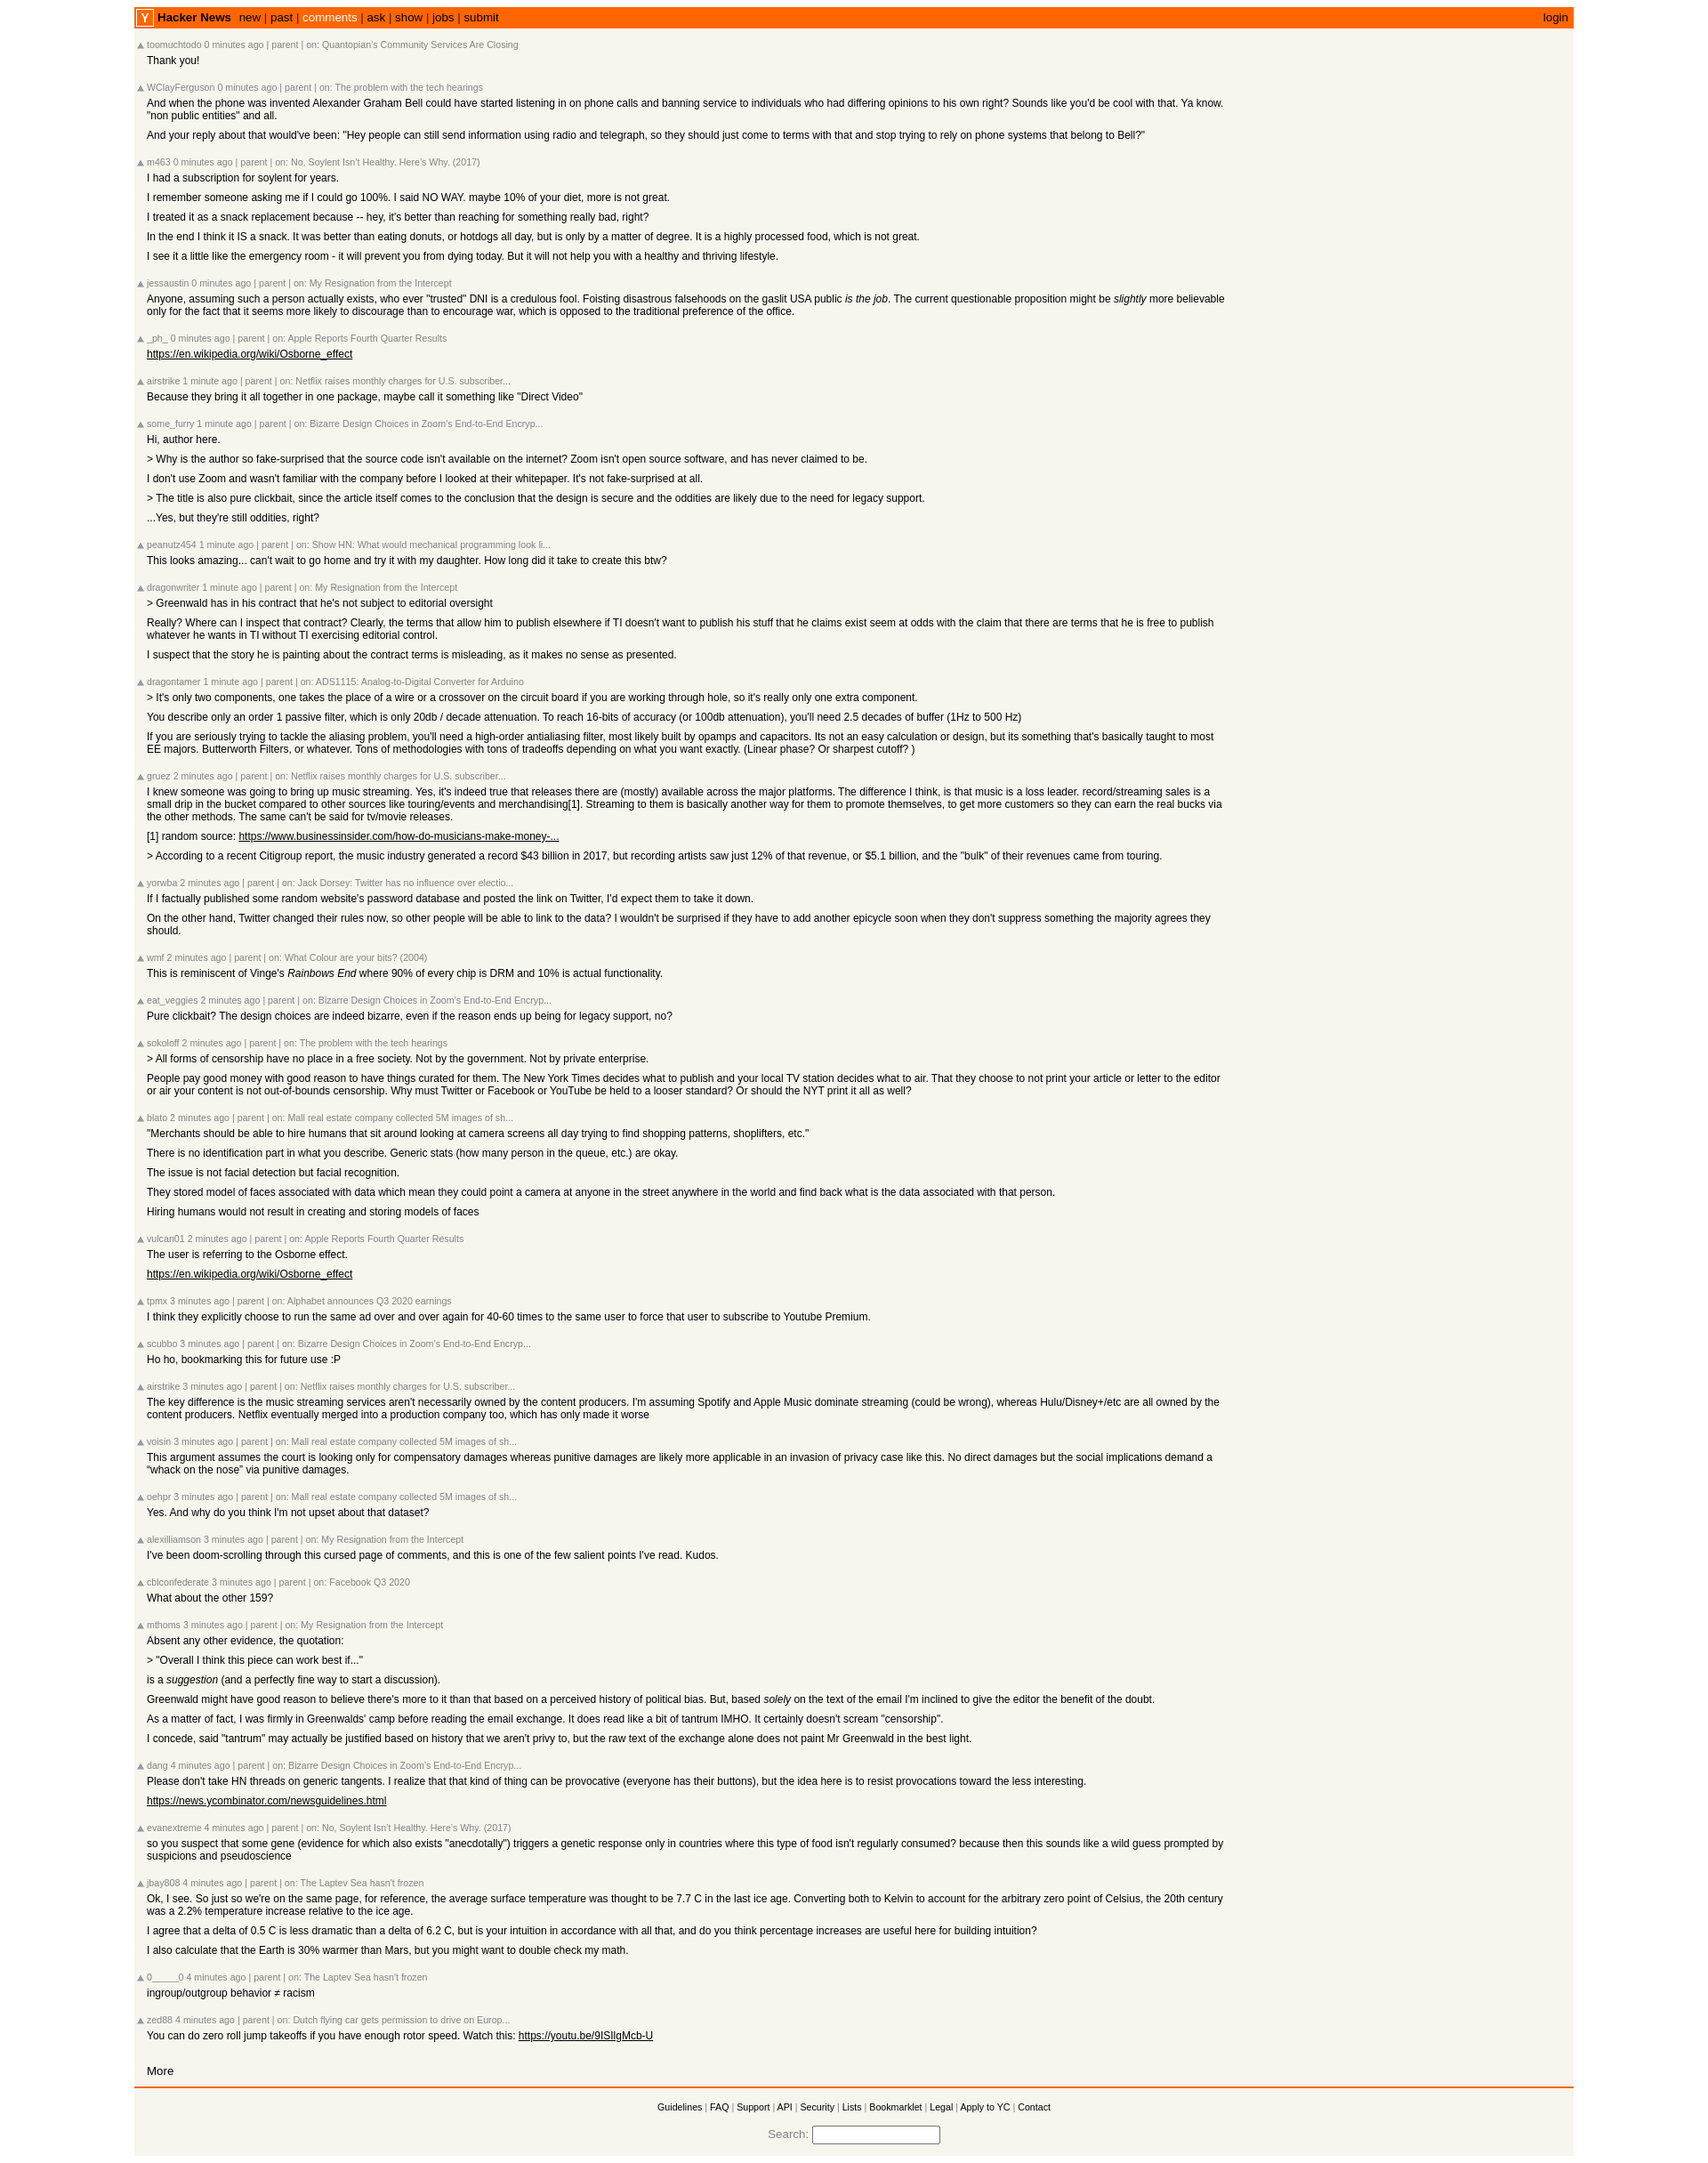 Y Hacker News new | past | comments | ask | show | jobs | submit login
toomuchtodo 0 minutes ago | parent | on: Quantopian's Community Services Are Closing
Thank you!
WClayFerguson 0 minutes ago | parent | on: The problem with the tech hearings
And when the phone was invented Alexander Graham Bell could have started listening in on phone calls and banning service to individuals who had differing opinions to his own right? Sounds like you'd be cool with that. Ya know.
"non public entities" and all.
And your reply about that would've been: "Hey people can still send information using radio and telegraph, so they should just come to terms with that and stop trying to rely on phone systems that belong to Bell?"
m463 0 minutes ago | parent | on: No, Soylent Isn't Healthy. Here's Why. (2017)
I had a subscription for soylent for years.
I remember someone asking me if I could go 100%. I said NO WAY. maybe 10% of your diet, more is not great.
I treated it as a snack replacement because -- hey, it's better than reaching for something really bad, right?
In the end I think it IS a snack. It was better than eating donuts, or hotdogs all day, but is only by a matter of degree. It is a highly processed food, which is not great.
I see it a little like the emergency room - it will prevent you from dying today. But it will not help you with a healthy and thriving lifestyle.
jessaustin 0 minutes ago | parent | on: My Resignation from the Intercept
Anyone, assuming such a person actually exists, who ever "trusted" DNI is a credulous fool. Foisting disastrous falsehoods on the gaslit USA public is the job. The current questionable proposition might be slightly more believable
only for the fact that it seems more likely to discourage than to encourage war, which is opposed to the traditional preference of the office.
_ph_ 0 minutes ago | parent | on: Apple Reports Fourth Quarter Results
https://en.wikipedia.org/wiki/Osborne_effect
airstrike 1 minute ago | parent | on: Netflix raises monthly charges for U.S. subscriber...
Because they bring it all together in one package, maybe call it something like "Direct Video"
some_furry 1 minute ago | parent | on: Bizarre Design Choices in Zoom's End-to-End Encryp...
Hi, author here.
> Why is the author so fake-surprised that the source code isn't available on the internet? Zoom isn't open source software, and has never claimed to be.
I don't use Zoom and wasn't familiar with the company before I looked at their whitepaper. It's not fake-surprised at all.
> The title is also pure clickbait, since the article itself comes to the conclusion that the design is secure and the oddities are likely due to the need for legacy support.
...Yes, but they're still oddities, right?
peanutz454 1 minute ago | parent | on: Show HN: What would mechanical programming look li...
This looks amazing... can't wait to go home and try it with my daughter. How long did it take to create this btw?
dragonwriter 1 minute ago | parent | on: My Resignation from the Intercept
> Greenwald has in his contract that he's not subject to editorial oversight
Really? Where can I inspect that contract? Clearly, the terms that allow him to publish elsewhere if TI doesn't want to publish his stuff that he claims exist seem at odds with the claim that there are terms that he is free to publish
whatever he wants in TI without TI exercising editorial control.
I suspect that the story he is painting about the contract terms is misleading, as it makes no sense as presented.
dragontamer 1 minute ago | parent | on: ADS1115: Analog-to-Digital Converter for Arduino
> It's only two components, one takes the place of a wire or a crossover on the circuit board if you are working through hole, so it's really only one extra component.
You describe only an order 1 passive filter, which is only 20db / decade attenuation. To reach 16-bits of accuracy (or 100db attenuation), you'll need 2.5 decades of buffer (1Hz to 500 Hz)
If you are seriously trying to tackle the aliasing problem, you'll need a high-order antialiasing filter, most likely built by opamps and capacitors. Its not an easy calculation or design, but its something that's basically taught to most
EE majors. Butterworth Filters, or whatever. Tons of methodologies with tons of tradeoffs depending on what you want exactly. (Linear phase? Or sharpest cutoff? )
gruez 2 minutes ago | parent | on: Netflix raises monthly charges for U.S. subscriber...
I knew someone was going to bring up music streaming. Yes, it's indeed true that releases there are (mostly) available across the major platforms. The difference I think, is that music is a loss leader. record/streaming sales is a
small drip in the bucket compared to other sources like touring/events and merchandising[1]. Streaming to them is basically another way for them to promote themselves, to get more customers so they can earn the real bucks via
the other methods. The same can't be said for tv/movie releases.
[1] random source: https://www.businessinsider.com/how-do-musicians-make-money-...
> According to a recent Citigroup report, the music industry generated a record $43 billion in 2017, but recording artists saw just 12% of that revenue, or $5.1 billion, and the "bulk" of their revenues came from touring.
yorwba 2 minutes ago | parent | on: Jack Dorsey: Twitter has no influence over electio...
If I factually published some random website's password database and posted the link on Twitter, I'd expect them to take it down.
On the other hand, Twitter changed their rules now, so other people will be able to link to the data? I wouldn't be surprised if they have to add another epicycle soon when they don't suppress something the majority agrees they
should.
wmf 2 minutes ago | parent | on: What Colour are your bits? (2004)
This is reminiscent of Vinge's Rainbows End where 90% of every chip is DRM and 10% is actual functionality.
eat_veggies 2 minutes ago | parent | on: Bizarre Design Choices in Zoom's End-to-End Encryp...
Pure clickbait? The design choices are indeed bizarre, even if the reason ends up being for legacy support, no?
sokoloff 2 minutes ago | parent | on: The problem with the tech hearings
> All forms of censorship have no place in a free society. Not by the government. Not by private enterprise.
People pay good money with good reason to have things curated for them. The New York Times decides what to publish and your local TV station decides what to air. That they choose to not print your article or letter to the editor
or air your content is not out-of-bounds censorship. Why must Twitter or Facebook or YouTube be held to a looser standard? Or should the NYT print it all as well?
blato 2 minutes ago | parent | on: Mall real estate company collected 5M images of sh...
"Merchants should be able to hire humans that sit around looking at camera screens all day trying to find shopping patterns, shoplifters, etc."
There is no identification part in what you describe. Generic stats (how many person in the queue, etc.) are okay.
The issue is not facial detection but facial recognition.
They stored model of faces associated with data which mean they could point a camera at anyone in the street anywhere in the world and find back what is the data associated with that person.
Hiring humans would not result in creating and storing models of faces
vulcan01 2 minutes ago | parent | on: Apple Reports Fourth Quarter Results
The user is referring to the Osborne effect.
https://en.wikipedia.org/wiki/Osborne_effect
tpmx 3 minutes ago | parent | on: Alphabet announces Q3 2020 earnings
I think they explicitly choose to run the same ad over and over again for 40-60 times to the same user to force that user to subscribe to Youtube Premium.
scubbo 3 minutes ago | parent | on: Bizarre Design Choices in Zoom's End-to-End Encryp...
Ho ho, bookmarking this for future use :P
airstrike 3 minutes ago | parent | on: Netflix raises monthly charges for U.S. subscriber...
The key difference is the music streaming services aren't necessarily owned by the content producers. I'm assuming Spotify and Apple Music dominate streaming (could be wrong), whereas Hulu/Disney+/etc are all owned by the
content producers. Netflix eventually merged into a production company too, which has only made it worse
voisin 3 minutes ago | parent | on: Mall real estate company collected 5M images of sh...
This argument assumes the court is looking only for compensatory damages whereas punitive damages are likely more applicable in an invasion of privacy case like this. No direct damages but the social implications demand a
“whack on the nose” via punitive damages.
oehpr 3 minutes ago | parent | on: Mall real estate company collected 5M images of sh...
Yes. And why do you think I'm not upset about that dataset?
alexilliamson 3 minutes ago | parent | on: My Resignation from the Intercept
I've been doom-scrolling through this cursed page of comments, and this is one of the few salient points I've read. Kudos.
cblconfederate 3 minutes ago | parent | on: Facebook Q3 2020
What about the other 159?
mthoms 3 minutes ago | parent | on: My Resignation from the Intercept
Absent any other evidence, the quotation:
> "Overall I think this piece can work best if..."
is a suggestion (and a perfectly fine way to start a discussion).
Greenwald might have good reason to believe there's more to it than that based on a perceived history of political bias. But, based solely on the text of the email I'm inclined to give the editor the benefit of the doubt.
As a matter of fact, I was firmly in Greenwalds' camp before reading the email exchange. It does read like a bit of tantrum IMHO. It certainly doesn't scream "censorship".
I concede, said "tantrum" may actually be justified based on history that we aren't privy to, but the raw text of the exchange alone does not paint Mr Greenwald in the best light.
dang 4 minutes ago | parent | on: Bizarre Design Choices in Zoom's End-to-End Encryp...
Please don't take HN threads on generic tangents. I realize that that kind of thing can be provocative (everyone has their buttons), but the idea here is to resist provocations toward the less interesting.
https://news.ycombinator.com/newsguidelines.html
evanextreme 4 minutes ago | parent | on: No, Soylent Isn't Healthy. Here's Why. (2017)
so you suspect that some gene (evidence for which also exists "anecdotally") triggers a genetic response only in countries where this type of food isn't regularly consumed? because then this sounds like a wild guess prompted by
suspicions and pseudoscience
jbay808 4 minutes ago | parent | on: The Laptev Sea hasn't frozen
Ok, I see. So just so we're on the same page, for reference, the average surface temperature was thought to be 7.7 C in the last ice age. Converting both to Kelvin to account for the arbitrary zero point of Celsius, the 20th century
was a 2.2% temperature increase relative to the ice age.
I agree that a delta of 0.5 C is less dramatic than a delta of 6.2 C, but is your intuition in accordance with all that, and do you think percentage increases are useful here for building intuition?
I also calculate that the Earth is 30% warmer than Mars, but you might want to double check my math.
0_____0 4 minutes ago | parent | on: The Laptev Sea hasn't frozen
ingroup/outgroup behavior ≠ racism
zed88 4 minutes ago | parent | on: Dutch flying car gets permission to drive on Europ...
You can do zero roll jump takeoffs if you have enough rotor speed. Watch this: https://youtu.be/9ISIlgMcb-U
More
Guidelines | FAQ | Support | API | Security | Lists | Bookmarklet | Legal | Apply to YC | Contact
Search: